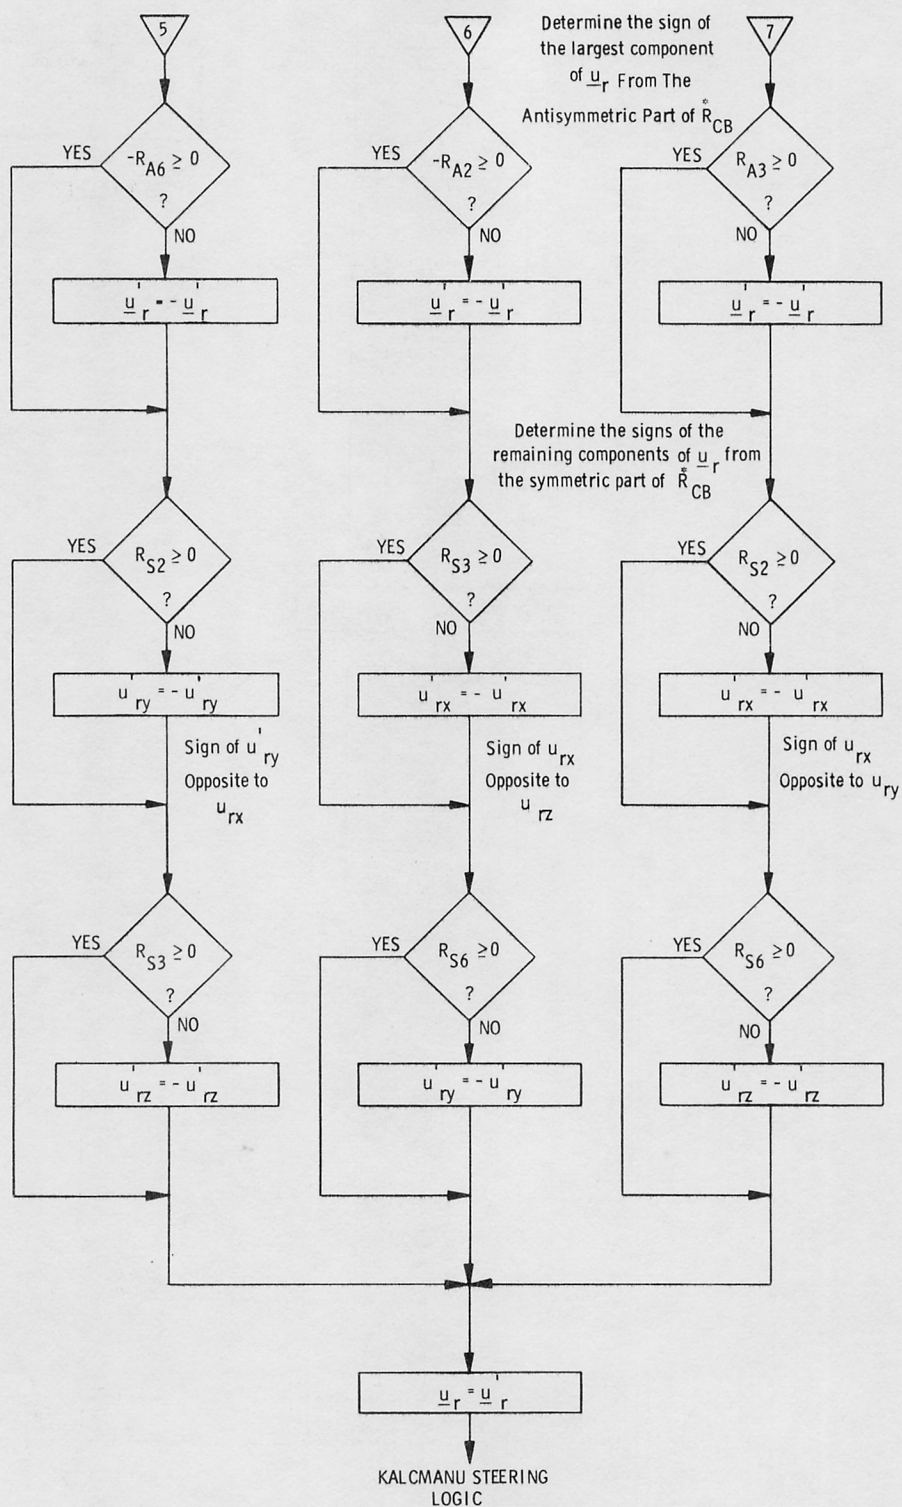 5
6
7
Determine the sign of
the largest component
of u_r From The
Antisymmetric Part of R*_CB
YES
-R_A6 ≥ 0
?
NO
YES
-R_A2 ≥ 0
?
NO
YES
R_A3 ≥ 0
?
NO
u'_r = - u'_r
u'_r = - u'_r
u'_r = - u'_r
Determine the signs of the
remaining components of u_r from
the symmetric part of R*_CB
YES
R_S2 ≥ 0
?
NO
YES
R_S3 ≥ 0
?
NO
YES
R_S2 ≥ 0
?
NO
u'_ry = - u'_ry
u'_rx = - u'_rx
u'_rx = - u'_rx
Sign of u'_ry
Opposite to
u_rx
Sign of u_rx
Opposite to
u_rz
Sign of u_rx
Opposite to u_ry
YES
R_S3 ≥ 0
?
NO
YES
R_S6 ≥ 0
?
NO
YES
R_S6 ≥ 0
?
NO
u'_rz = - u'_rz
u'_ry = - u'_ry
u'_rz = - u'_rz
u_r = u'_r
KALCMANU STEERING
LOGIC